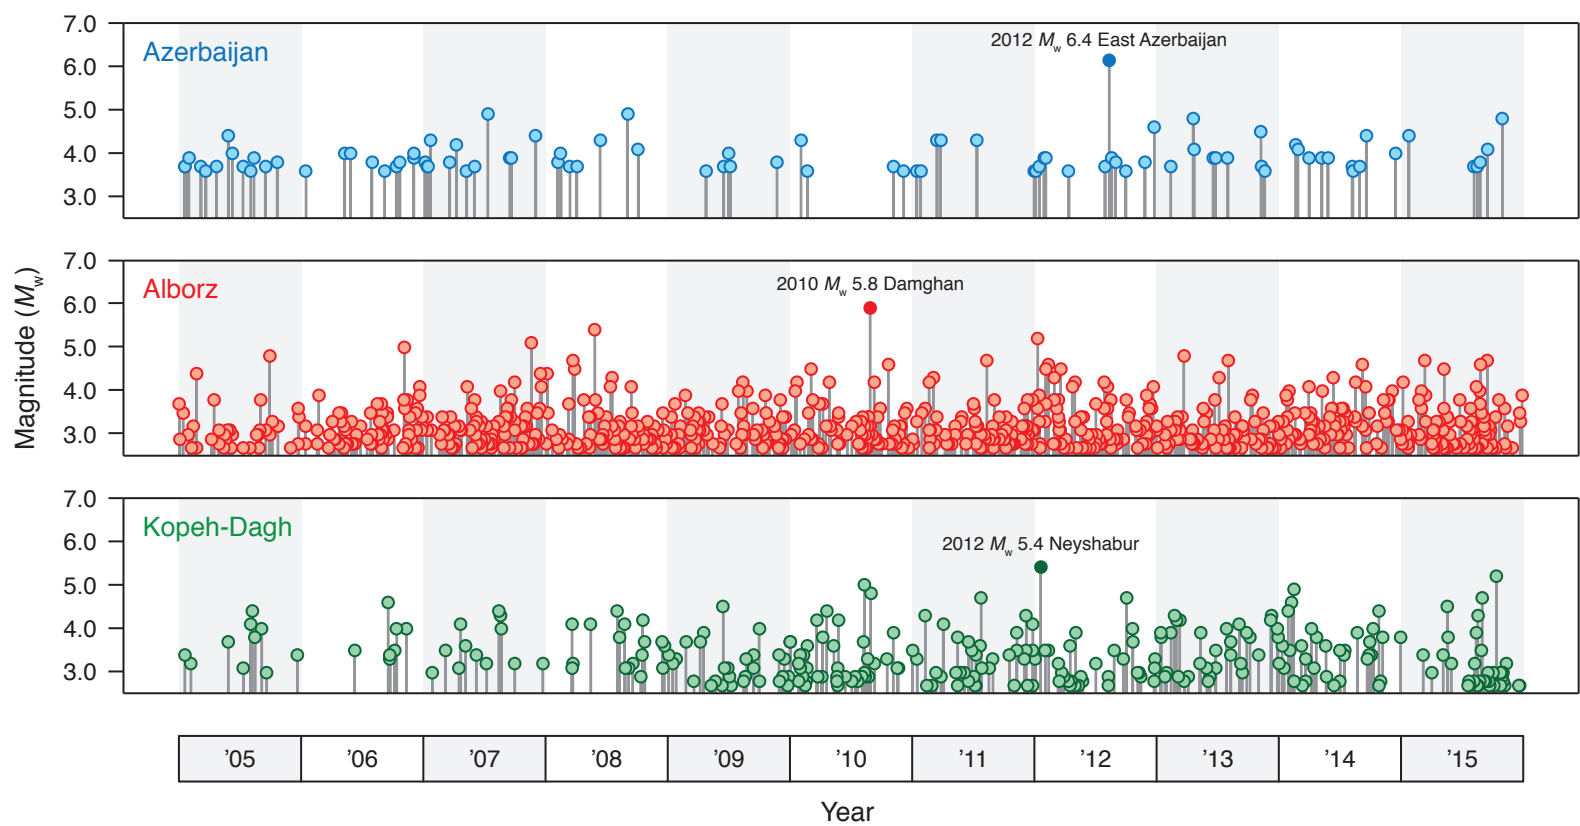 7.0
6.0
5.0
4.0
3.0
Azerbaijan
2012 Mw 6.4 East Azerbaijan
7.0
6.0
5.0
4.0
3.0
Alborz
2010 Mw 5.8 Damghan
Magnitude (Mw)
7.0
6.0
5.0
4.0
3.0
Kopeh-Dagh
2012 Mw 5.4 Neyshabur
’05 ’06 ’07 ’08 ’09 ’10 ’11 ’12 ’13 ’14 ’15
Year